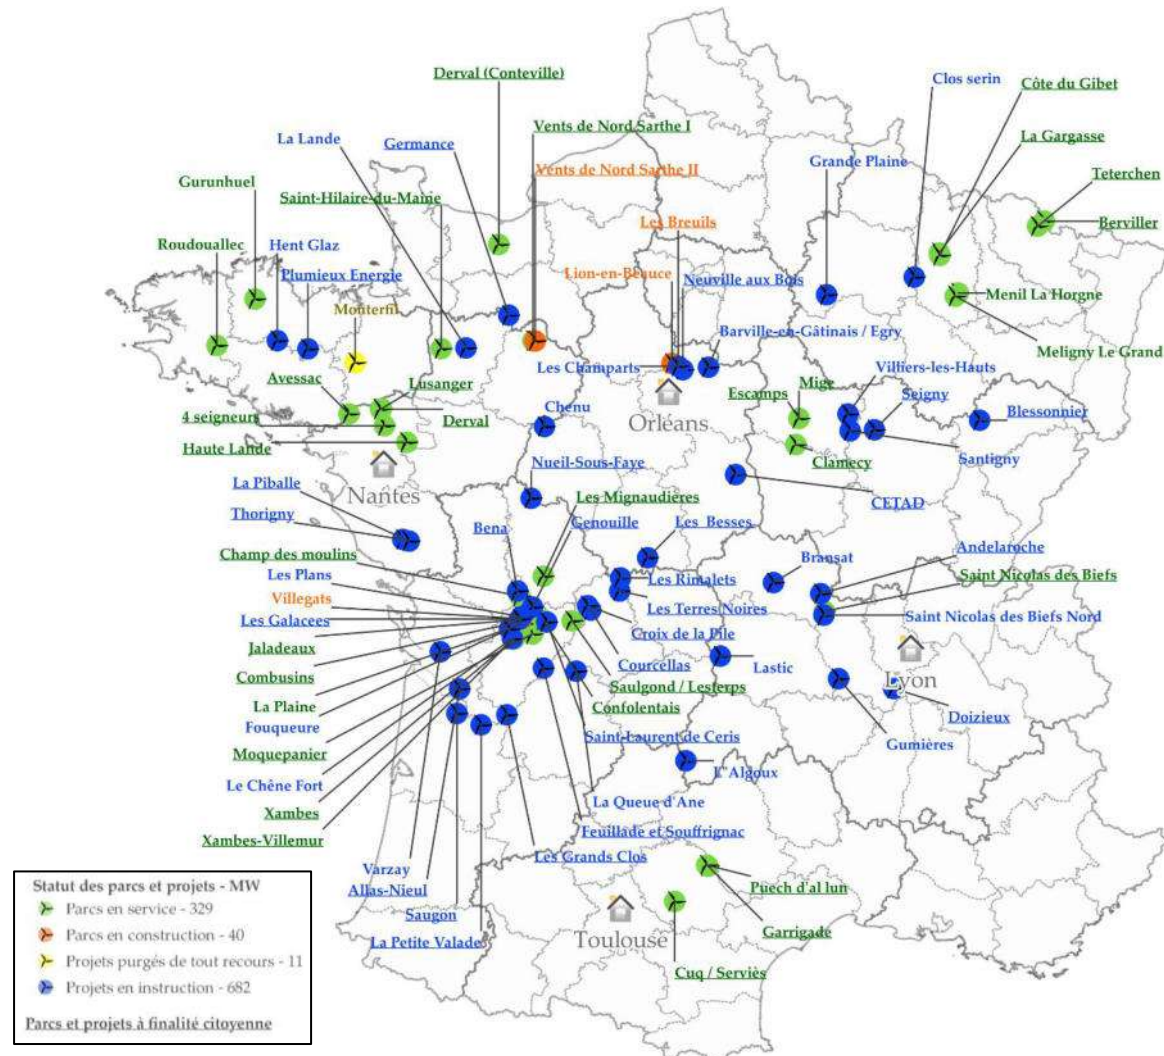 Derval (Conteville)
Clos serin
Côte du Gibet
La Lande
Germance
Vents de Nord Sarthe I
La Gargasse
Vents de Nord Sarthe II
Grande Plaine
Teterchen
Gurunhuel
Saint-Hilaire-du-Maine
Les Breuils
Berviller
Roudouallec
Hent Glaz
Plumieux Energie
Lion-en-Beauce
Neuville aux Bois
Menil La Horgne
Monterfil
Barville-en-Gâtinais / Egry
Meligny Le Grand
Les Champarts
Villiers-les-Hauts
Avessac
Lusanger
Escamps
Mige
Seigny
Blessonnier
4 seigneurs
Derval
Chenu
Orléans
Haute Lande
Clamecy
Santigny
Nantes
Nueil-Sous-Faye
La Piballe
Les Mignaudières
CETAD
Thorigny
Bena
Genouille
Les Besses
Andelaroche
Champ des moulins
Bransat
Saint Nicolas des Biefs
Les Plans
Les Rimalets
Villegats
Les Terres Noires
Saint Nicolas des Biefs Nord
Les Galacees
Croix de la Pile
Jaladeaux
Courcellas
Lastic
Combusins
Saulgond / Lesterps
Lyon
La Plaine
Confolentais
Fouqueure
Saint-Laurent de Ceris
Doizieux
Moquepanier
Gumières
Le Chêne Fort
L'Algoux
Xambes
La Queue d'Ane
Xambes-Villemur
Feuillade et Souffrignac
Varzay
Les Grands Clos
Allas-Nieul
Puech d'al lun
Saugon
Garrigade
La Petite Valade
Toulouse
Cuq / Serviès
Statut des parcs et projets - MW
Parcs en service - 329
Parcs en construction - 40
Projets purgés de tout recours - 11
Projets en instruction - 682
Parcs et projets à finalité citoyenne